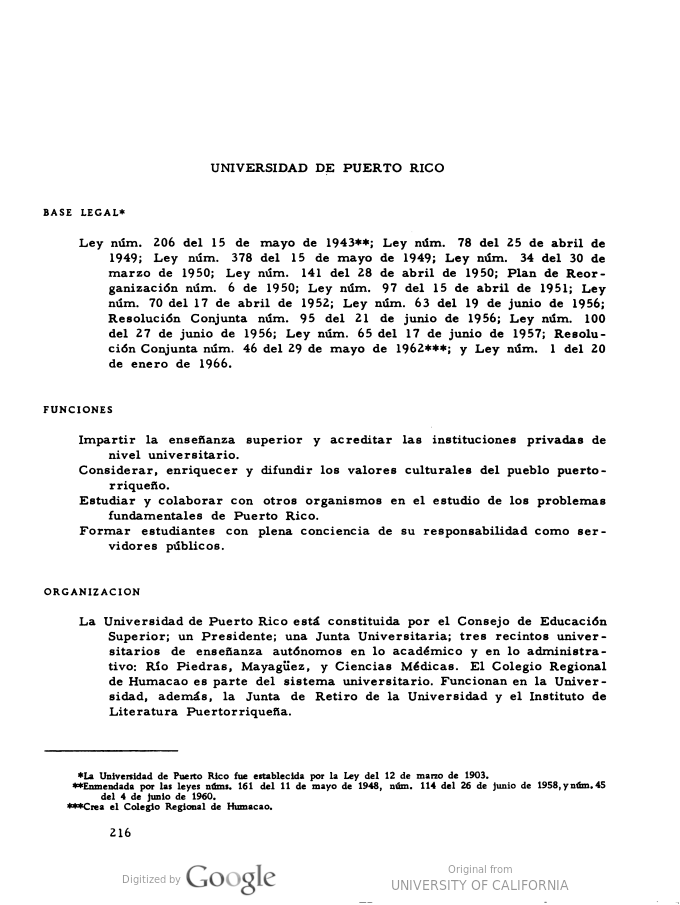 UNIVERSIDAD DE PUERTO RICO
BASE LEGAL*
Ley núm. 206 del 15 de mayo de 1943**; Ley núm. 78 del 25 de abril de
1949; Ley núm. 378 del 15 de mayo de 1949; Ley núm. 34 del 30 de
marzo de 1950; Ley núm. 141 del 28 de abril de 1950; Plan de Reor-
ganización núm. 6 de 1950; Ley núm. 97 del 15 de abril de 1951; Ley
núm. 70 del 17 de abril de 1952; Ley núm. 63 del 19 de junio de 1956;
Resolución Conjunta núm. 95 del 21 de junio de 1956; Ley núm. 100
del 27 de junio de 1956; Ley núm. 65 del 17 de junio de 1957; Resolu-
ción Conjunta núm. 46 del 29 de mayo de 1962***; y Ley núm. 1 del 20
de enero de 1966.
FUNCIONES
Impartir la enseñanza superior y acreditar las instituciones privadas de
nivel universitario.
Considerar, enriquecer y difundir los valores culturales del pueblo puerto-
rriqueño.
Estudiar y colaborar con otros organismos en el estudio de los problemas
fundamentales de Puerto Rico.
Formar estudiantes con plena conciencia de su responsabilidad como ser-
vidores públicos.
ORGANIZACION
La Universidad de Puerto Rico está constituida por el Consejo de Educación
Superior; un Presidente; una Junta Universitaria; tres recintos univer-
sitarios de enseñanza autónomos en lo académico y en lo administra-
tivo: Río Piedras, Mayagüez, y Ciencias Médicas. El Colegio Regional
de Humacao es parte del sistema universitario. Funcionan en la Univer-
sidad, además, la Junta de Retiro de la Universidad y el Instituto de
Literatura Puertorriqueña.
*La Universidad de Puerto Rico fue establecida por la Ley del 12 de marzo de 1903.
**Enmendada por las leyes núms. 161 del 11 de mayo de 1948, núm. 114 del 26 de junio de 1958, y núm. 45
del 4 de junio de 1960.
***Crea el Colegio Regional de Humacao.
216
Digitized by Google
Original from
UNIVERSITY OF CALIFORNIA